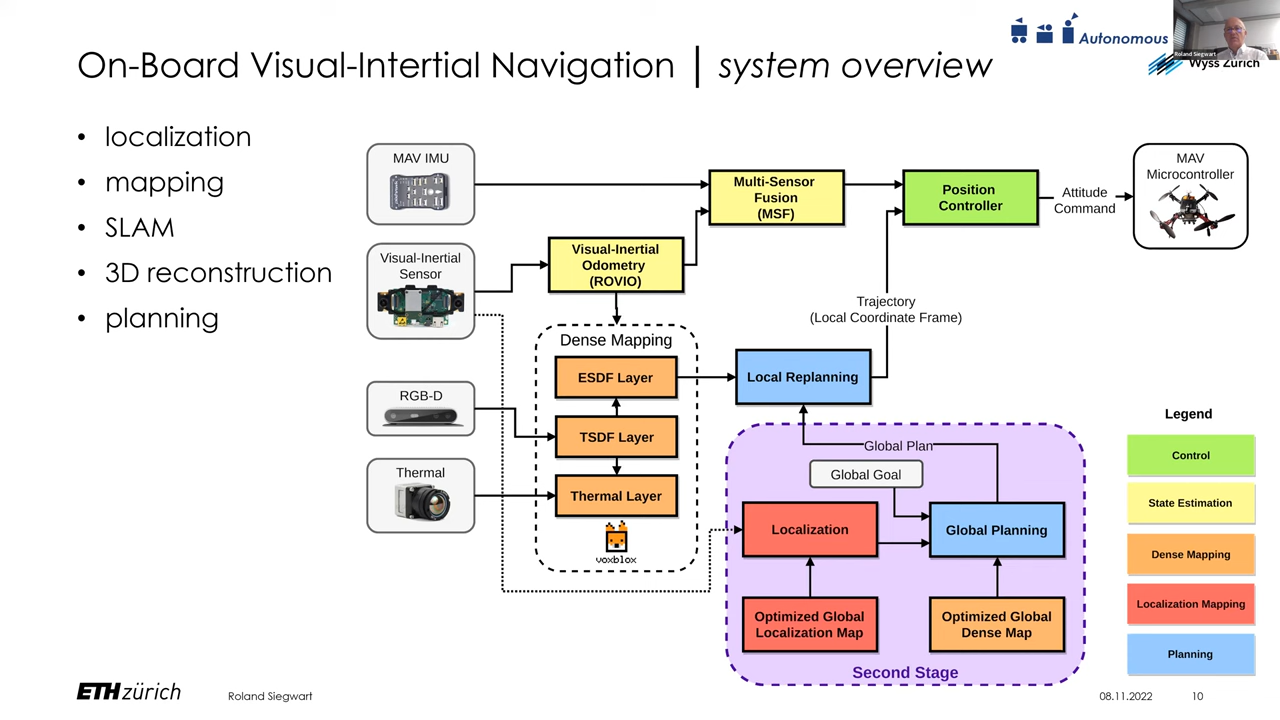 Autonomous
Roland Siegwart
Wyss Zurich
On-Board Visual-Intertial Navigation | system overview
• localization
• mapping
• SLAM
• 3D reconstruction
• planning
MAV IMU
Visual-Inertial
Sensor
RGB-D
Thermal
Multi-Sensor
Fusion
(MSF)
Visual-Inertial
Odometry
(ROVIO)
Position
Controller
Attitude
Command
MAV
Microcontroller
Trajectory
(Local Coordinate Frame)
Dense Mapping
ESDF Layer
TSDF Layer
Thermal Layer
voxblox
Local Replanning
Global Plan
Global Goal
Localization
Global Planning
Optimized Global
Localization Map
Optimized Global
Dense Map
Second Stage
Legend
Control
State Estimation
Dense Mapping
Localization Mapping
Planning
ETH zürich
Roland Siegwart
08.11.2022
10